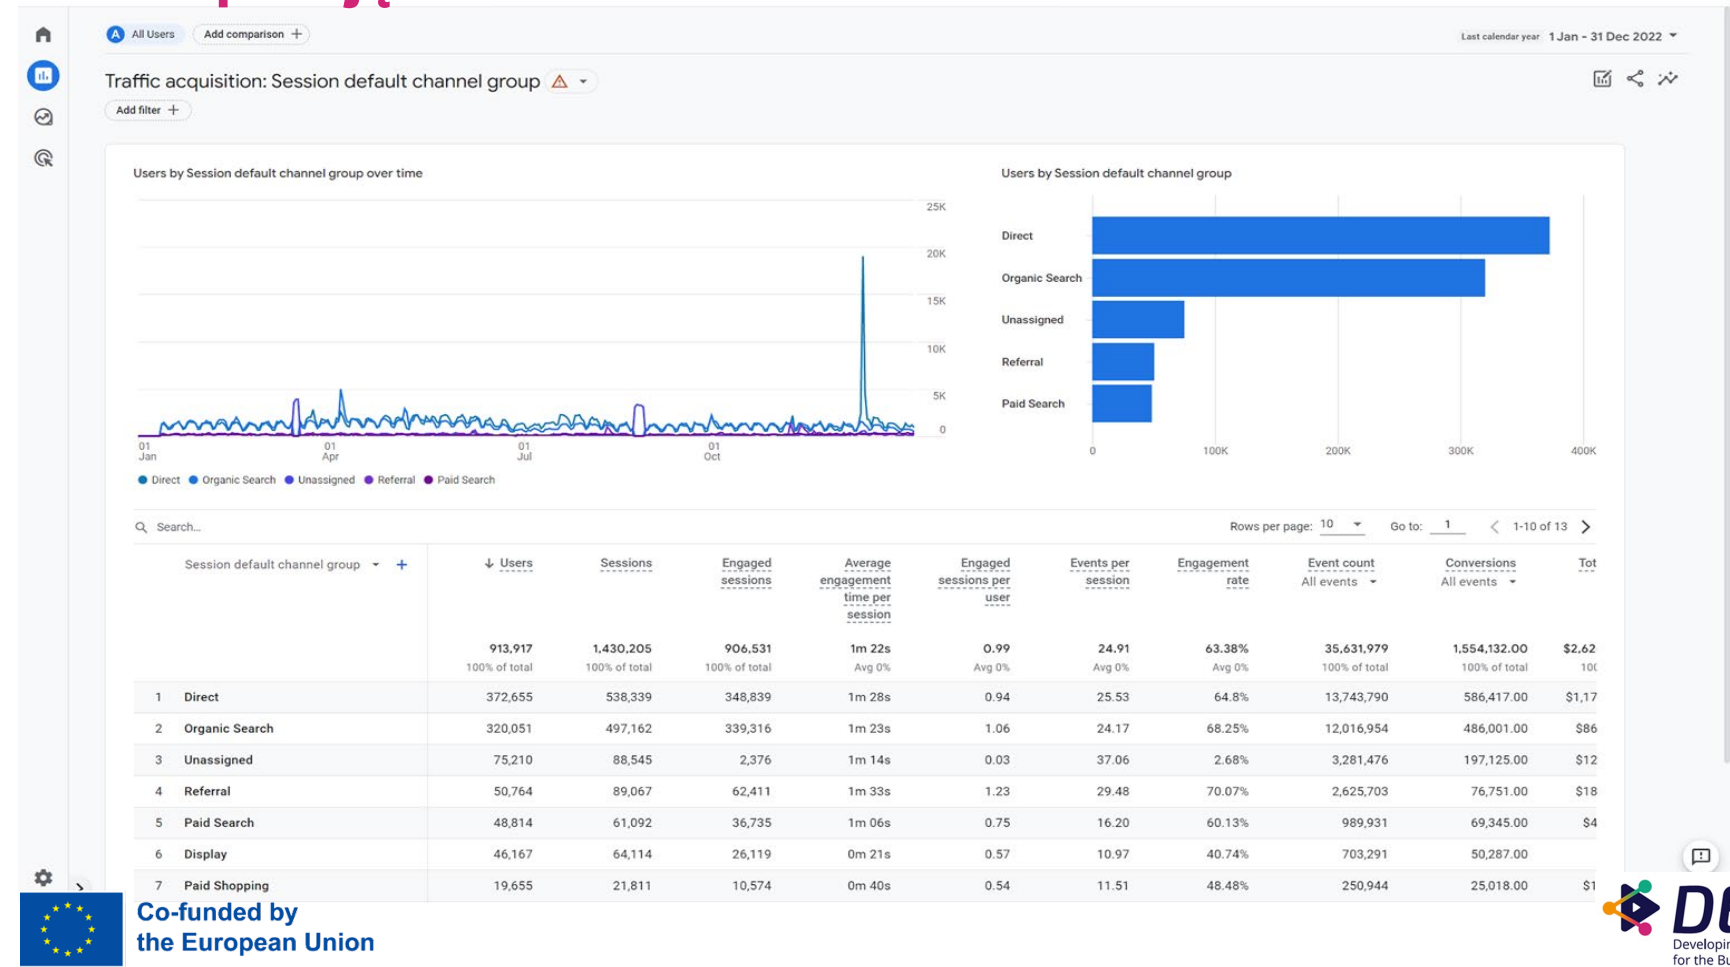 A All Users Add comparison +
Last calendar year 1 Jan - 31 Dec 2022
Traffic acquisition: Session default channel group
Add filter +
Users by Session default channel group over time
25K
20K
15K
10K
5K
0
01 Jan
01 Apr
01 Jul
01 Oct
Direct Organic Search Unassigned Referral Paid Search
Users by Session default channel group
Direct
Organic Search
Unassigned
Referral
Paid Search
0 100K 200K 300K 400K
Search...
Rows per page: 10 Go to: 1 1-10 of 13
Session default channel group + Users Sessions Engaged sessions Average engagement time per session Engaged sessions per user Events per session Engagement rate Event count All events Conversions All events Tot
913,917 1,430,205 906,531 1m 22s 0.99 24.91 63.38% 35,631,979 1,554,132.00 $2,62
100% of total 100% of total 100% of total Avg 0% Avg 0% Avg 0% Avg 0% 100% of total 100% of total 10
1 Direct 372,655 538,339 348,839 1m 28s 0.94 25.53 64.8% 13,743,790 586,417.00 $1,17
2 Organic Search 320,051 497,162 339,316 1m 23s 1.06 24.17 68.25% 12,016,954 486,001.00 $86
3 Unassigned 75,210 88,545 2,376 1m 14s 0.03 37.06 2.68% 3,281,476 197,125.00 $12
4 Referral 50,764 89,067 62,411 1m 33s 1.23 29.48 70.07% 2,625,703 76,751.00 $18
5 Paid Search 48,814 61,092 36,735 1m 06s 0.75 16.20 60.13% 989,931 69,345.00 $4
6 Display 46,167 64,114 26,119 0m 21s 0.57 10.97 40.74% 703,291 50,287.00
7 Paid Shopping 19,655 21,811 10,574 0m 40s 0.54 11.51 48.48% 250,944 25,018.00 $1
Co-funded by
the European Union
Developin
for the Bu